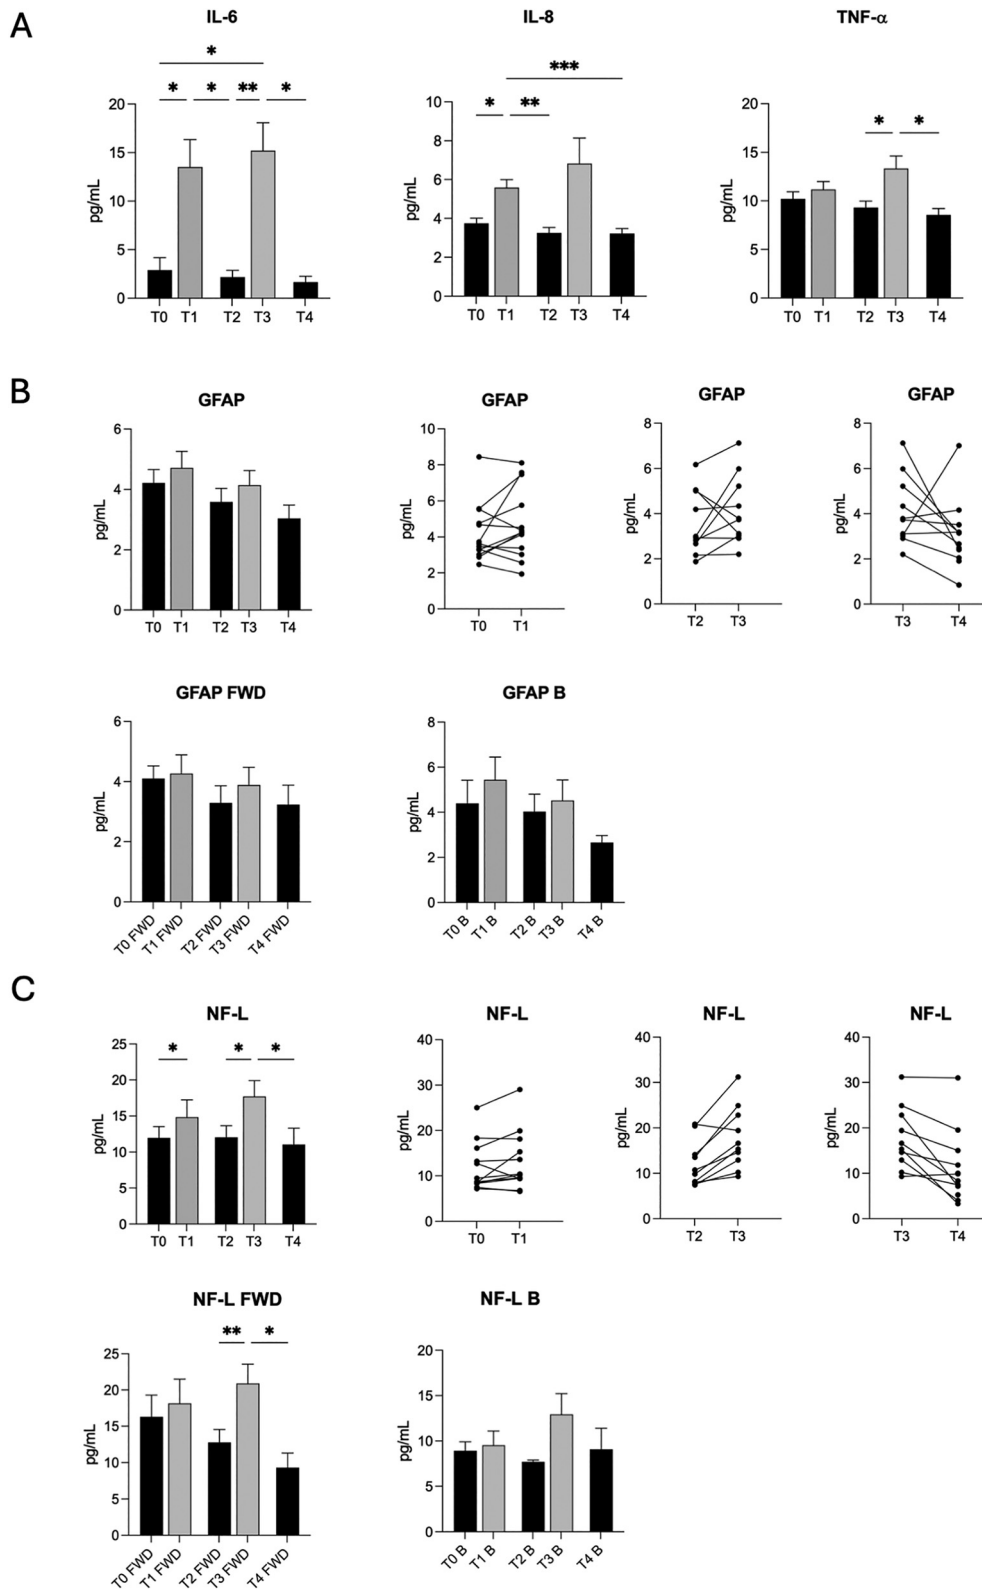 A
IL-6
IL-8
TNF-α
*
* * ** *
***
* **
* *
pg/mL
20
15
10
5
0
T0 T1 T2 T3 T4
pg/mL
10
8
6
4
2
0
T0 T1 T2 T3 T4
pg/mL
20
15
10
5
0
T0 T1 T2 T3 T4
B
GFAP
pg/mL
6
4
2
0
T0 T1 T2 T3 T4
GFAP
pg/mL
10
8
6
4
2
0
T0 T1
GFAP
pg/mL
8
6
4
2
0
T2 T3
GFAP
pg/mL
8
6
4
2
0
T3 T4
GFAP FWD
pg/mL
6
4
2
0
T0 FWD
T1 FWD
T2 FWD
T3 FWD
T4 FWD
GFAP B
pg/mL
8
6
4
2
0
T0 B
T1 B
T2 B
T3 B
T4 B
C
NF-L
* * *
pg/mL
25
20
15
10
5
0
T0 T1 T2 T3 T4
NF-L
pg/mL
40
30
20
10
0
T0 T1
NF-L
pg/mL
40
30
20
10
0
T2 T3
NF-L
pg/mL
40
30
20
10
0
T3 T4
NF-L FWD
** *
pg/mL
25
20
15
10
5
0
T0 FWD
T1 FWD
T2 FWD
T3 FWD
T4 FWD
NF-L B
pg/mL
20
15
10
5
0
T0 B
T1 B
T2 B
T3 B
T4 B